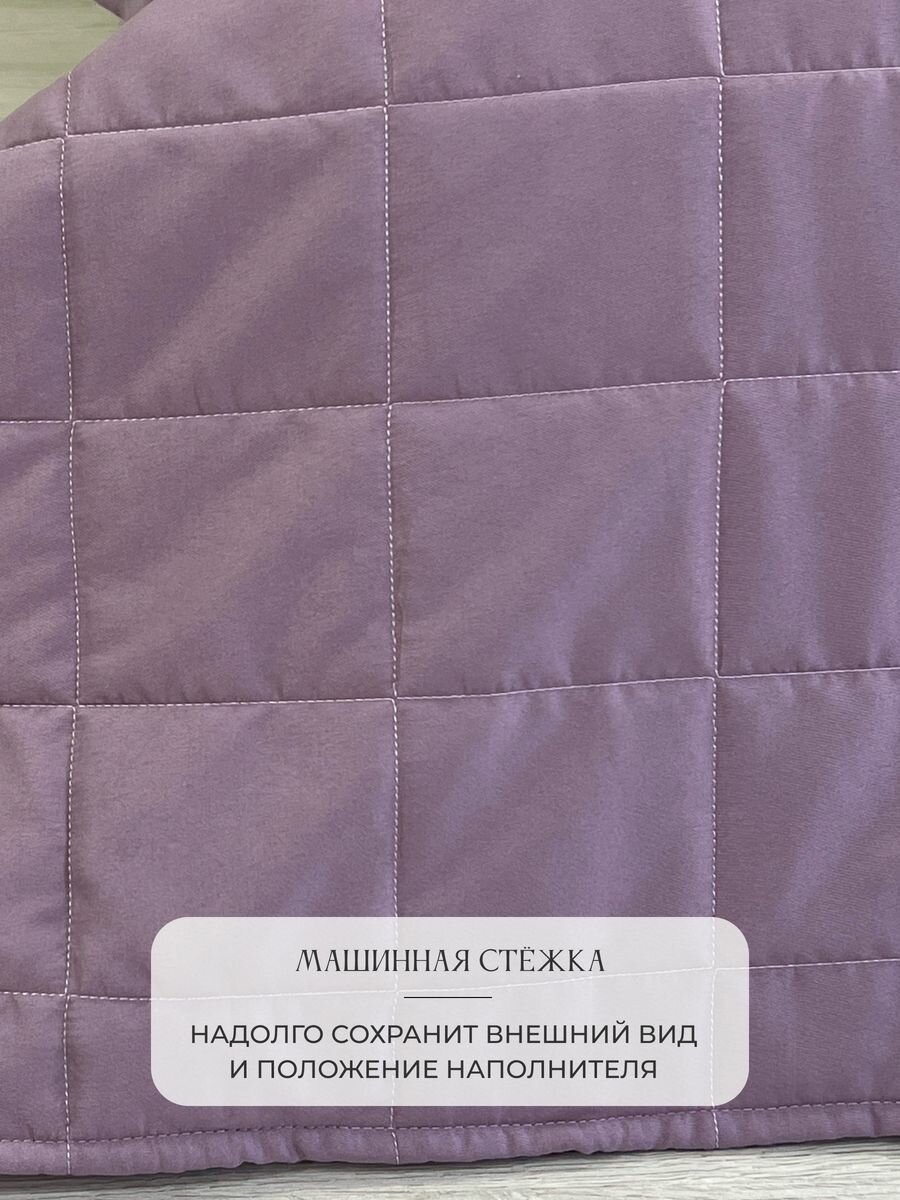 МАШИННАЯ СТЁЖКА
НАДОЛГО СОХРАНИТ ВНЕШНИЙ ВИД
И ПОЛОЖЕНИЕ НАПОЛНИТЕЛЯ